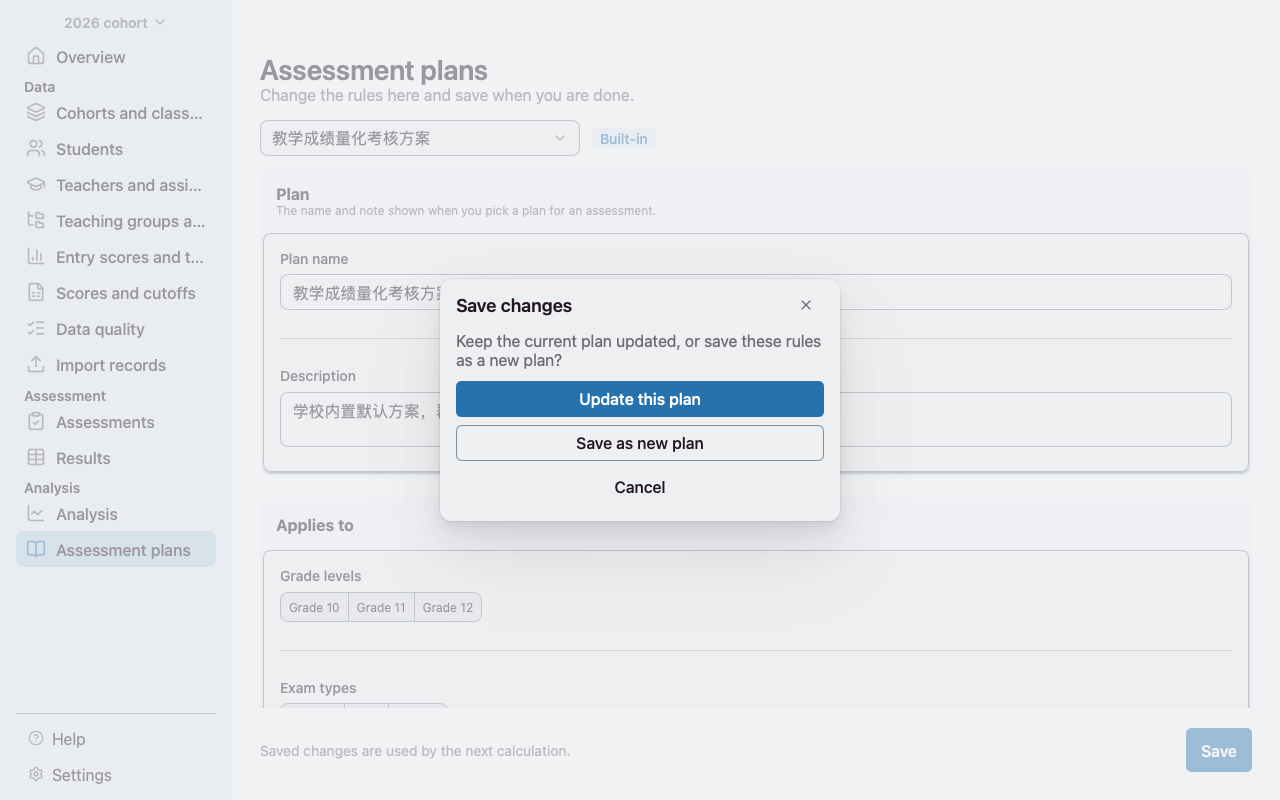 2026 cohort
Overview
Data
Cohorts and class...
Students
Teachers and assi...
Teaching groups a...
Entry scores and t...
Scores and cutoffs
Data quality
Import records
Assessment
Assessments
Results
Analysis
Analysis
Assessment plans
Help
Settings
Assessment plans
Change the rules here and save when you are done.
教学成绩量化考核方案
Built-in
Plan
The name and note shown when you pick a plan for an assessment.
Plan name
教学成绩量化考核方
Description
学校内置默认方案，
Save changes
Keep the current plan updated, or save these rules
as a new plan?
Update this plan
Save as new plan
Cancel
Applies to
Grade levels
Grade 10
Grade 11
Grade 12
Exam types
Saved changes are used by the next calculation.
Save